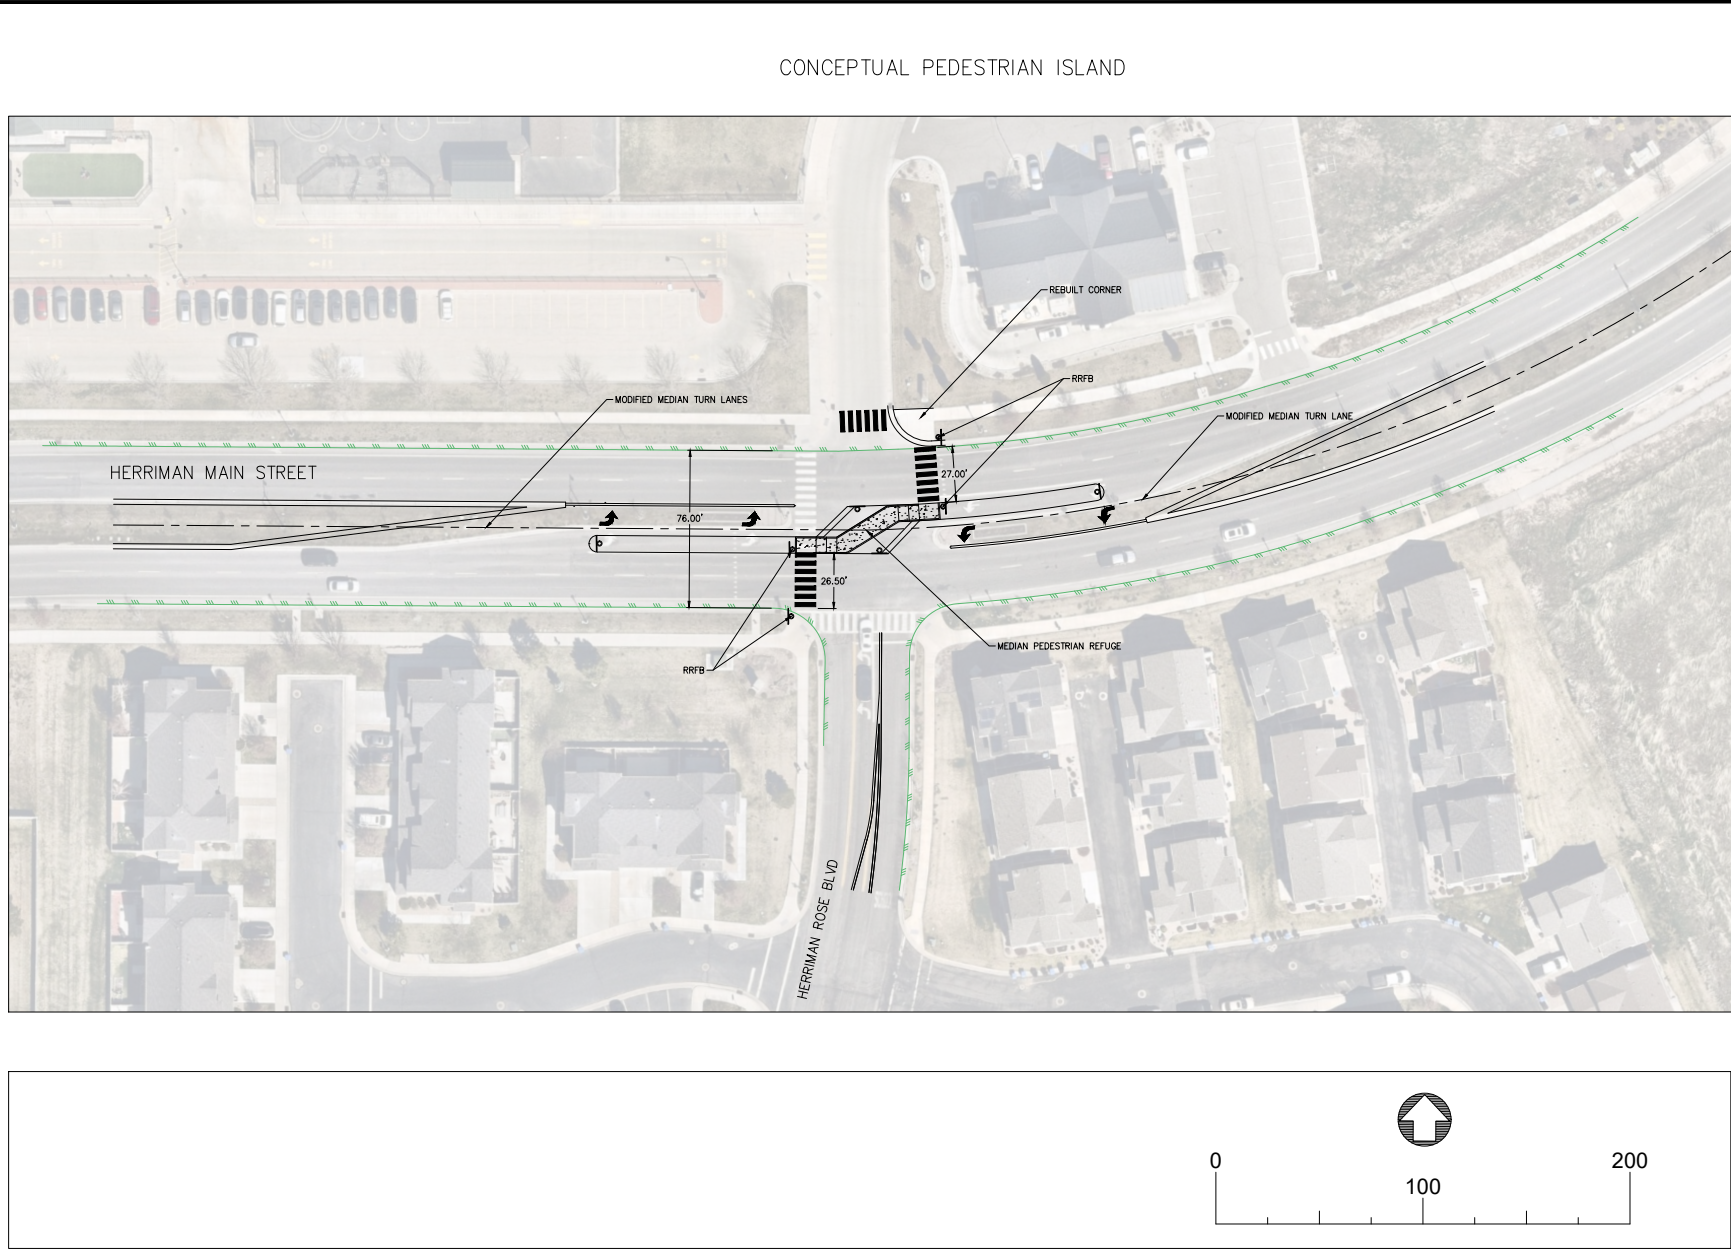 CONCEPTUAL PEDESTRIAN ISLAND
REBUILT CORNER
RRFB
MODIFIED MEDIAN TURN LANES
MODIFIED MEDIAN TURN LANE
HERRIMAN MAIN STREET
27.00'
76.00'
26.50'
MEDIAN PEDESTRIAN REFUGE
RRFB
HERRIMAN ROSE BLVD
0
200
100